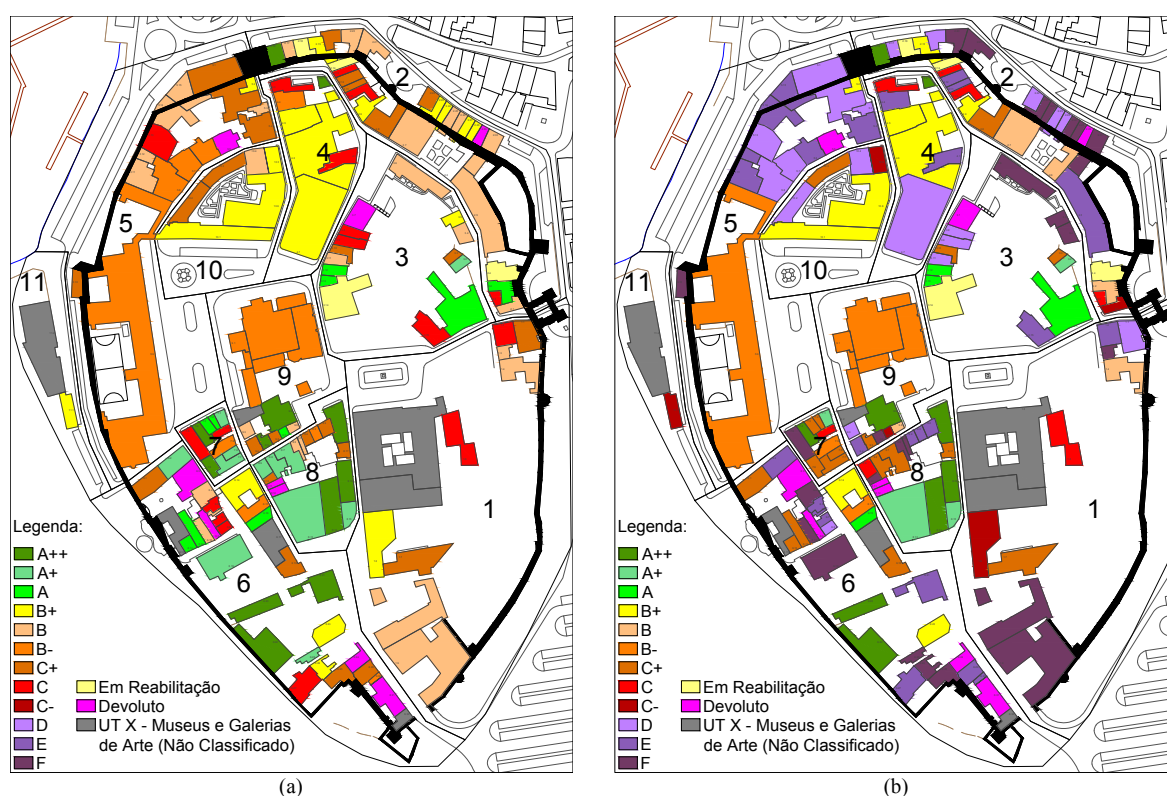 2
4
5
3
10
11
9
7
8
1
6
Legenda:
A++
A+
A
B+
B
B-
C+
C
C-
D
E
F
Em Reabilitação
Devoluto
UT X - Museus e Galerias
de Arte (Não Classificado)
(a)
2
4
5
3
10
11
9
7
8
1
6
Legenda:
A++
A+
A
B+
B
B-
C+
C
C-
D
E
F
Em Reabilitação
Devoluto
UT X - Museus e Galerias
de Arte (Não Classificado)
(b)